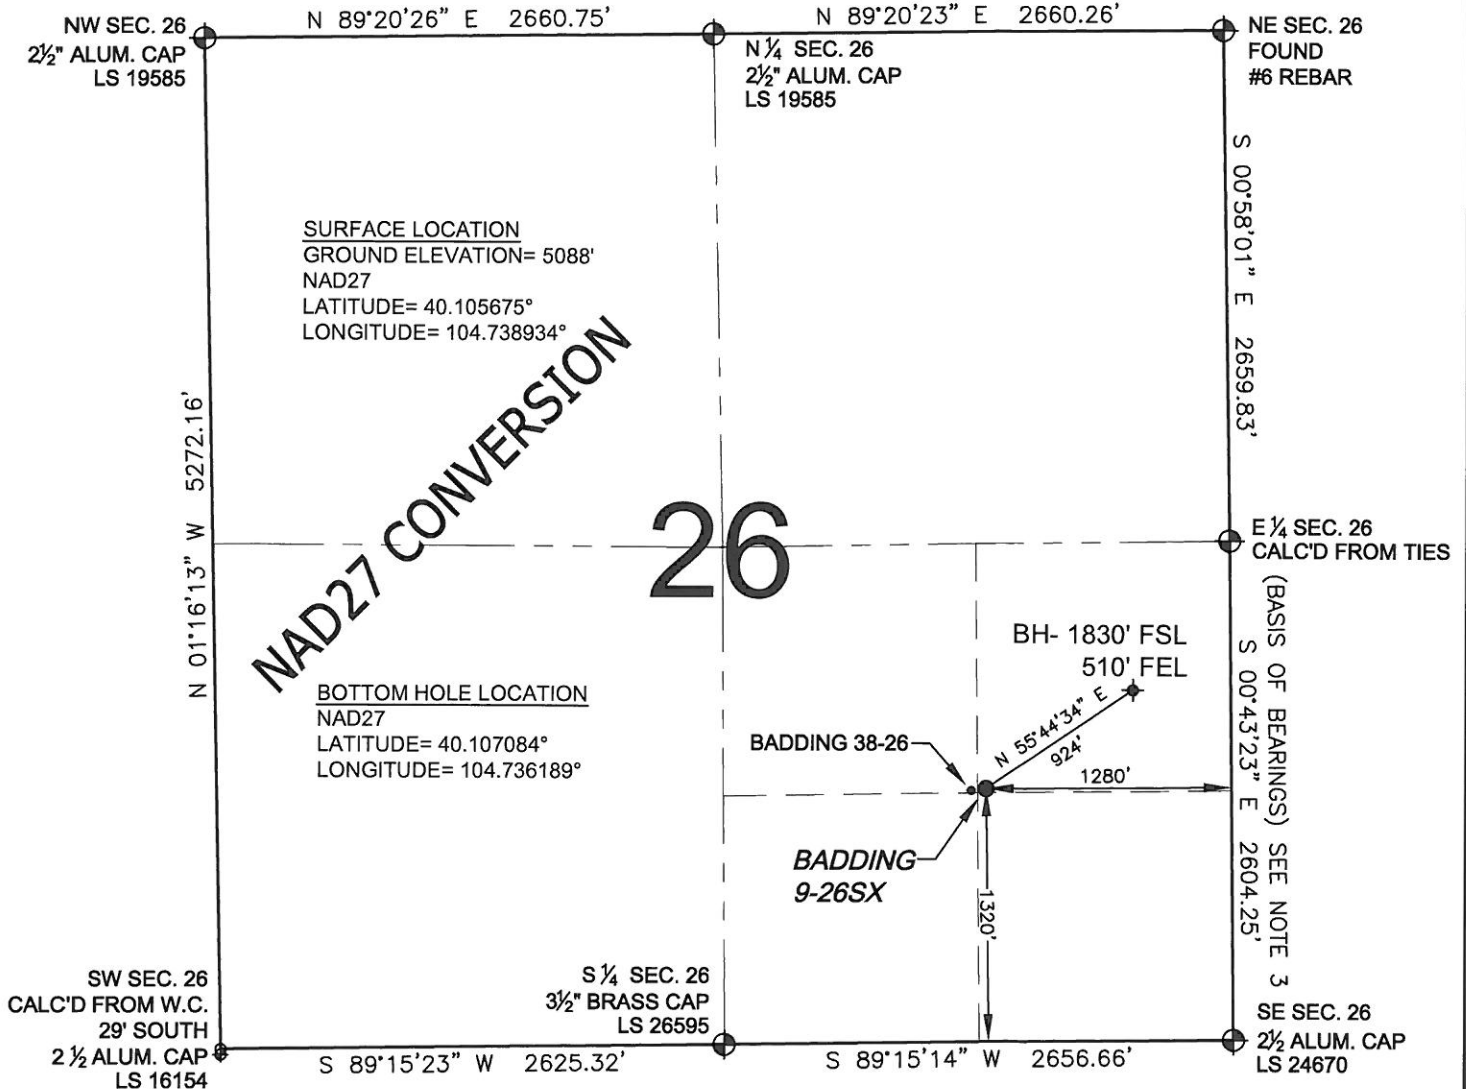 N 89°20'26" E 2660.75'
N 89°20'23" E 2660.26'
NW SEC. 26
2½" ALUM. CAP
LS 19585
N ¼ SEC. 26
2½" ALUM. CAP
LS 19585
NE SEC. 26
FOUND
#6 REBAR
S 00°58'01" E 2659.83'
SURFACE LOCATION
GROUND ELEVATION= 5088'
NAD27
LATITUDE= 40.105675°
LONGITUDE= 104.738934°
NAD27 CONVERSION
N 01°16'13" W 5272.16'
26
E ¼ SEC. 26
CALC'D FROM TIES
(BASIS OF BEARINGS) SEE NOTE 3
S 00°43'23" E 2604.25'
BH- 1830' FSL
510' FEL
BOTTOM HOLE LOCATION
NAD27
LATITUDE= 40.107084°
LONGITUDE= 104.736189°
N 55°44'34" E
924'
BADDING 38-26
1280'
BADDING
9-26SX
1320'
SW SEC. 26
CALC'D FROM W.C.
29' SOUTH
2 ½ ALUM. CAP
LS 16154
S ¼ SEC. 26
3½" BRASS CAP
LS 26595
SE SEC. 26
2½ ALUM. CAP
LS 24670
S 89°15'23" W 2625.32'
S 89°15'14" W 2656.66'